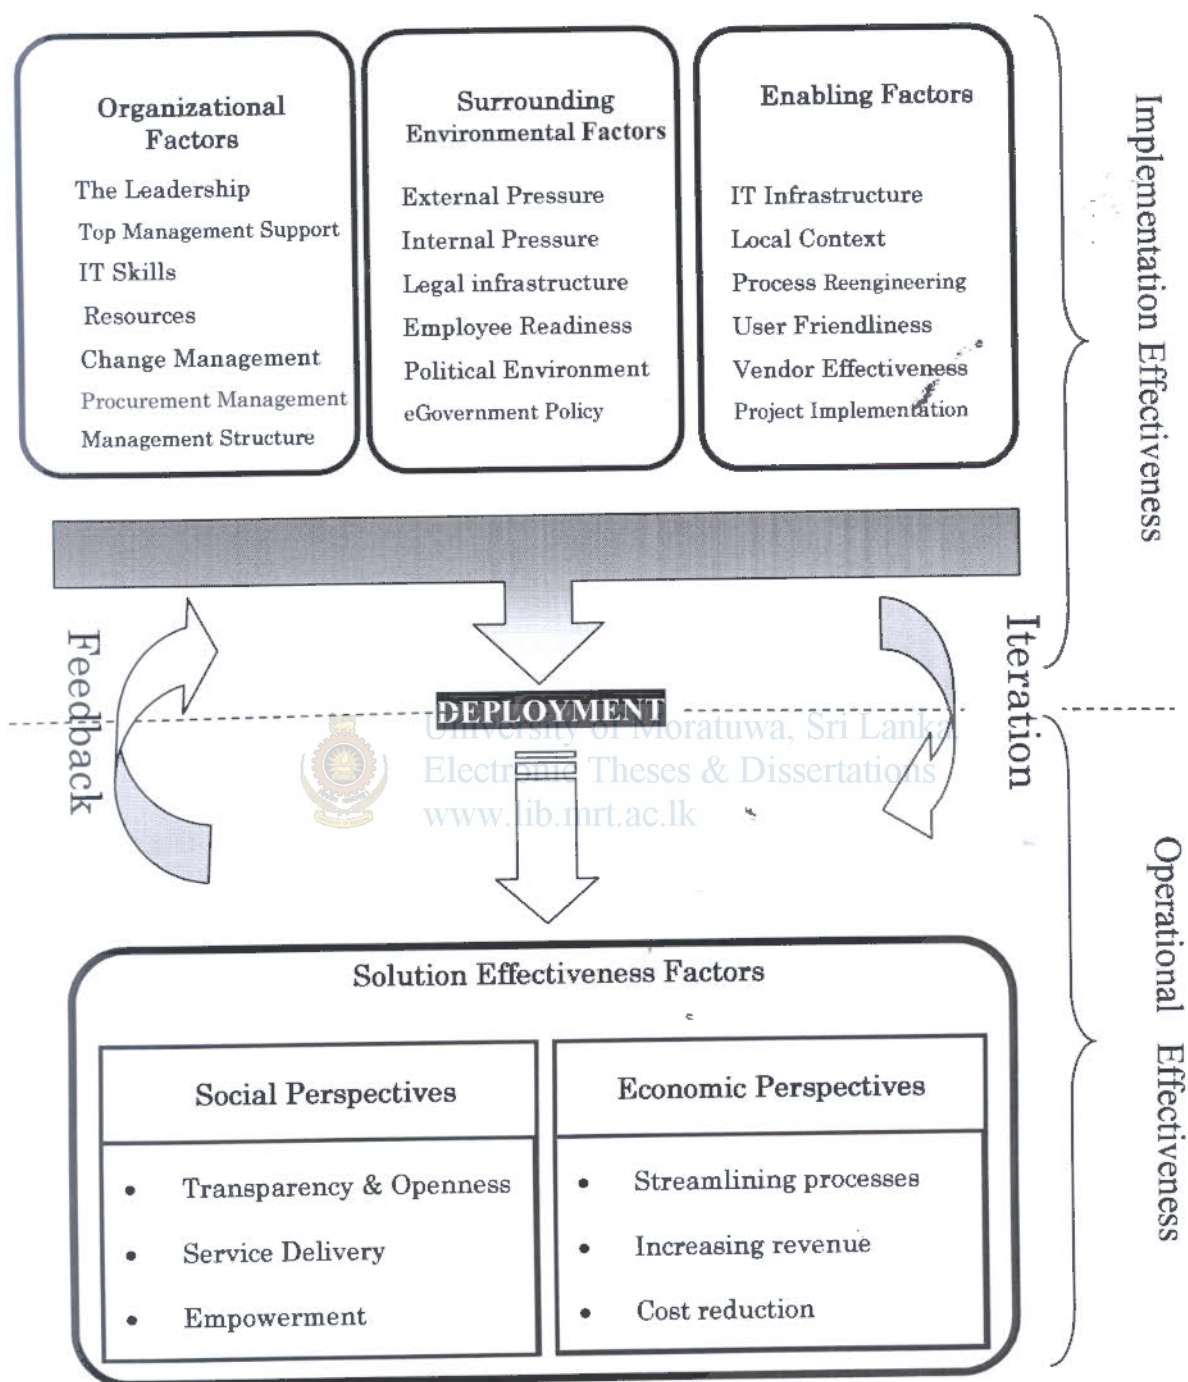 Organizational
Factors
The Leadership
Top Management Support
IT Skills
Resources
Change Management
Procurement Management
Management Structure
Surrounding
Environmental Factors
External Pressure
Internal Pressure
Legal infrastructure
Employee Readiness
Political Environment
eGovernment Policy
Enabling Factors
IT Infrastructure
Local Context
Process Reengineering
User Friendliness
Vendor Effectiveness
Project Implementation
Implementation Effectiveness
Feedback
Iteration
DEPLOYMENT
University of Moratuwa, Sri Lanka.
Electronic Theses & Dissertations
www.lib.mrt.ac.lk
Operational Effectiveness
Solution Effectiveness Factors
Social Perspectives
• Transparency & Openness
• Service Delivery
• Empowerment
Economic Perspectives
• Streamlining processes
• Increasing revenue
• Cost reduction